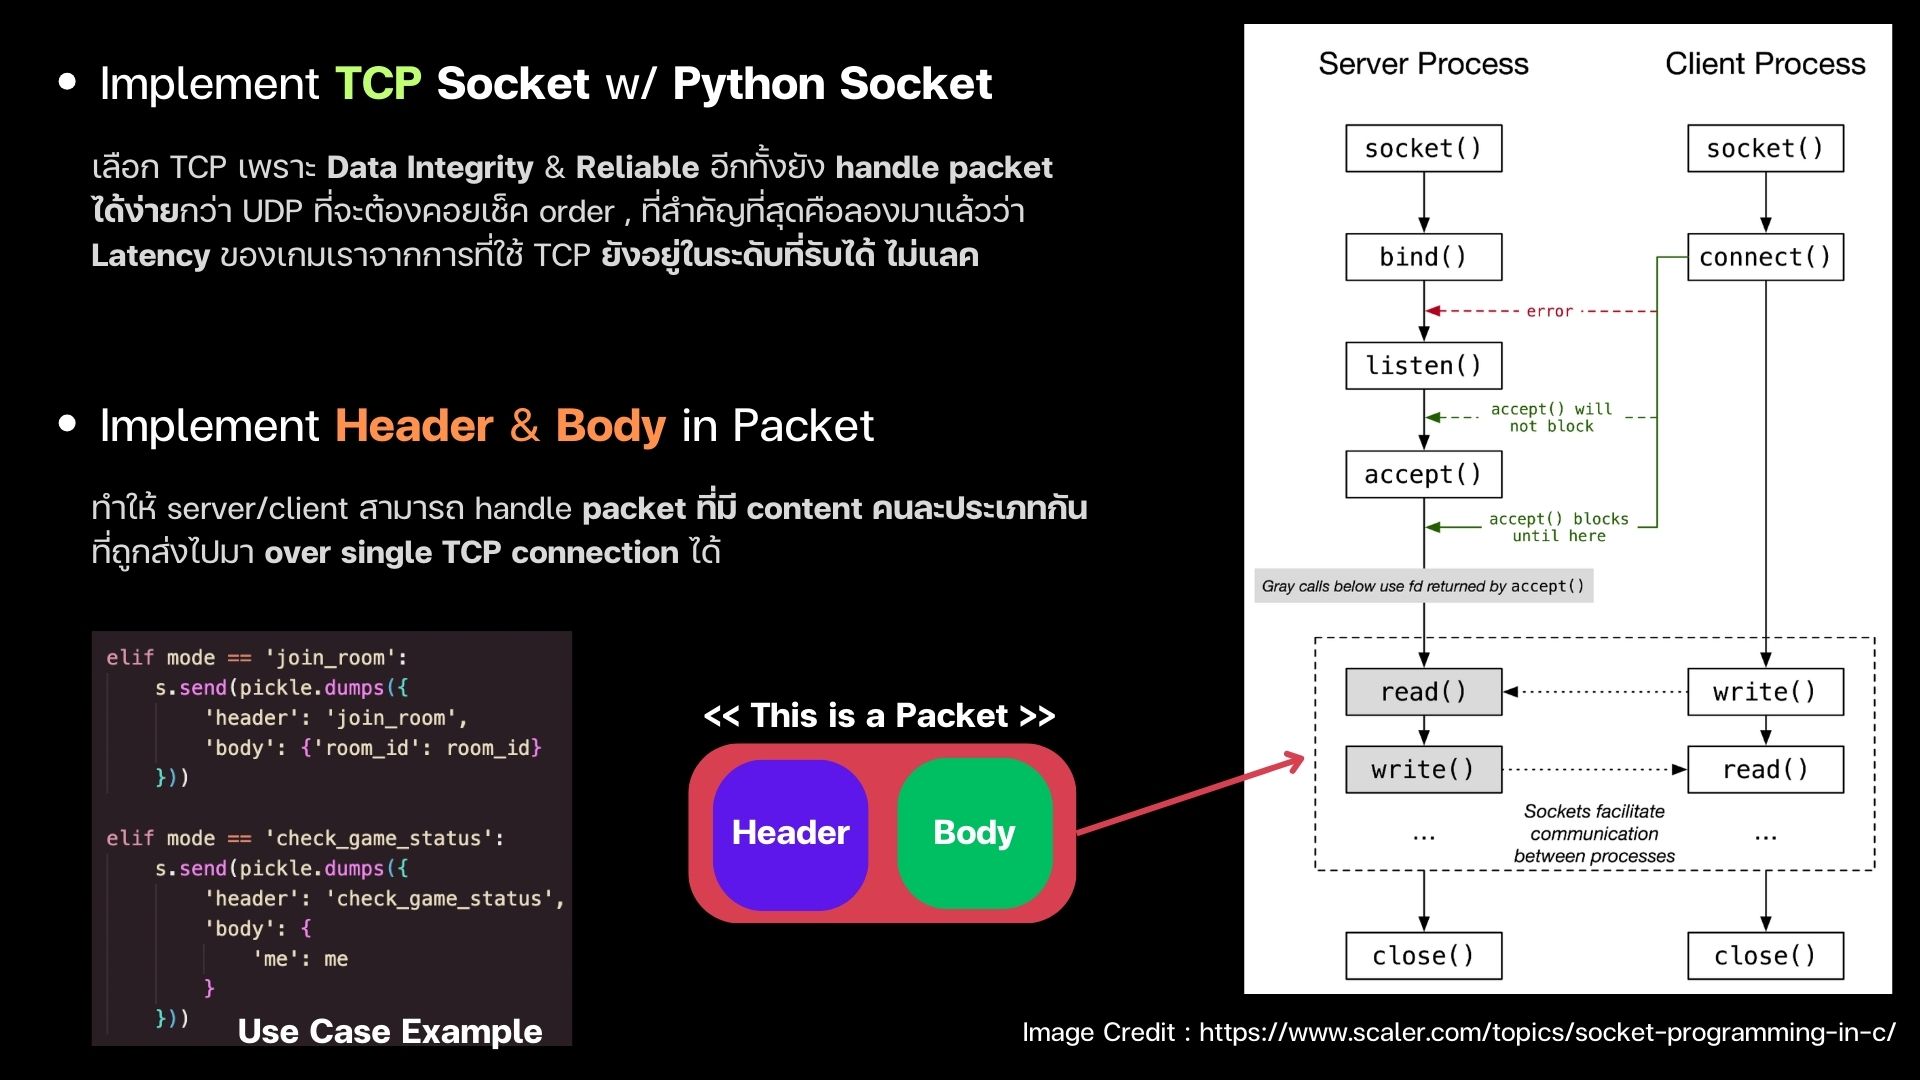 • Implement TCP Socket w/ Python Socket
เลือก TCP เพราะ Data Integrity & Reliable อีกทั้งยัง handle packet
ได้ง่ายกว่า UDP ที่จะต้องคอยเช็ค order , ที่สำคัญที่สุดคือลองมาแล้วว่า
Latency ของเกมเราจากการที่ใช้ TCP ยังอยู่ในระดับที่รับได้ ไม่แลค
• Implement Header & Body in Packet
ทำให้ server/client สามารถ handle packet ที่มี content คนละประเภทกัน
ที่ถูกส่งไปมา over single TCP connection ได้
elif mode == 'join_room':
s.send(pickle.dumps({
'header': 'join_room',
'body': {'room_id': room_id}
}))
elif mode == 'check_game_status':
s.send(pickle.dumps({
'header': 'check_game_status',
'body': {
'me': me
}
}))
Use Case Example
<< This is a Packet >>
Header
Body
Server Process
Client Process
socket()
socket()
bind()
connect()
error
listen()
accept() will
not block
accept()
accept() blocks
until here
Gray calls below use fd returned by accept()
read()
write()
write()
read()
Sockets facilitate
communication
between processes
...
...
close()
close()
Image Credit : https://www.scaler.com/topics/socket-programming-in-c/